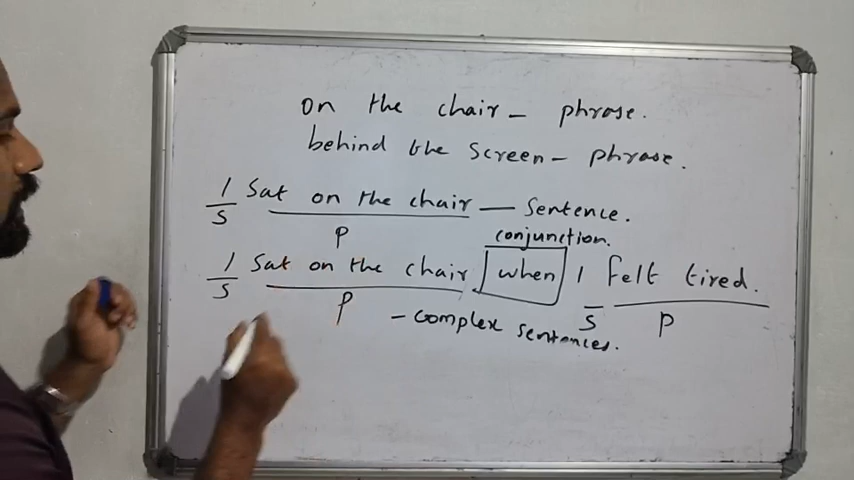 on the chair – phrase.
behind the screen – phrase.
I Sat on the chair — Sentence.
S P
conjunction.
I Sat on the chair when I felt tired.
S P S P
– complex sentences.